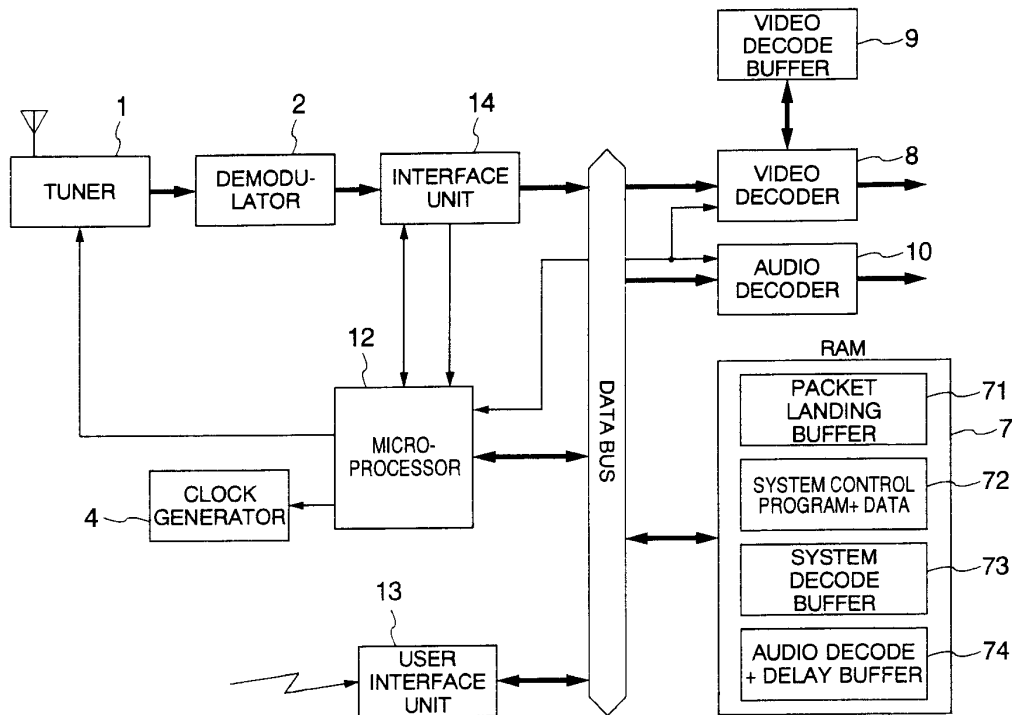 VIDEO
DECODE
BUFFER
9
1
2
14
TUNER
DEMODU-
LATOR
INTERFACE
UNIT
VIDEO
DECODER
8
AUDIO
DECODER
10
12
MICRO-
PROCESSOR
DATA BUS
RAM
7
PACKET
LANDING
BUFFER
71
SYSTEM CONTROL
PROGRAM+ DATA
72
SYSTEM
DECODE
BUFFER
73
AUDIO DECODE
+ DELAY BUFFER
74
4
CLOCK
GENERATOR
13
USER
INTERFACE
UNIT